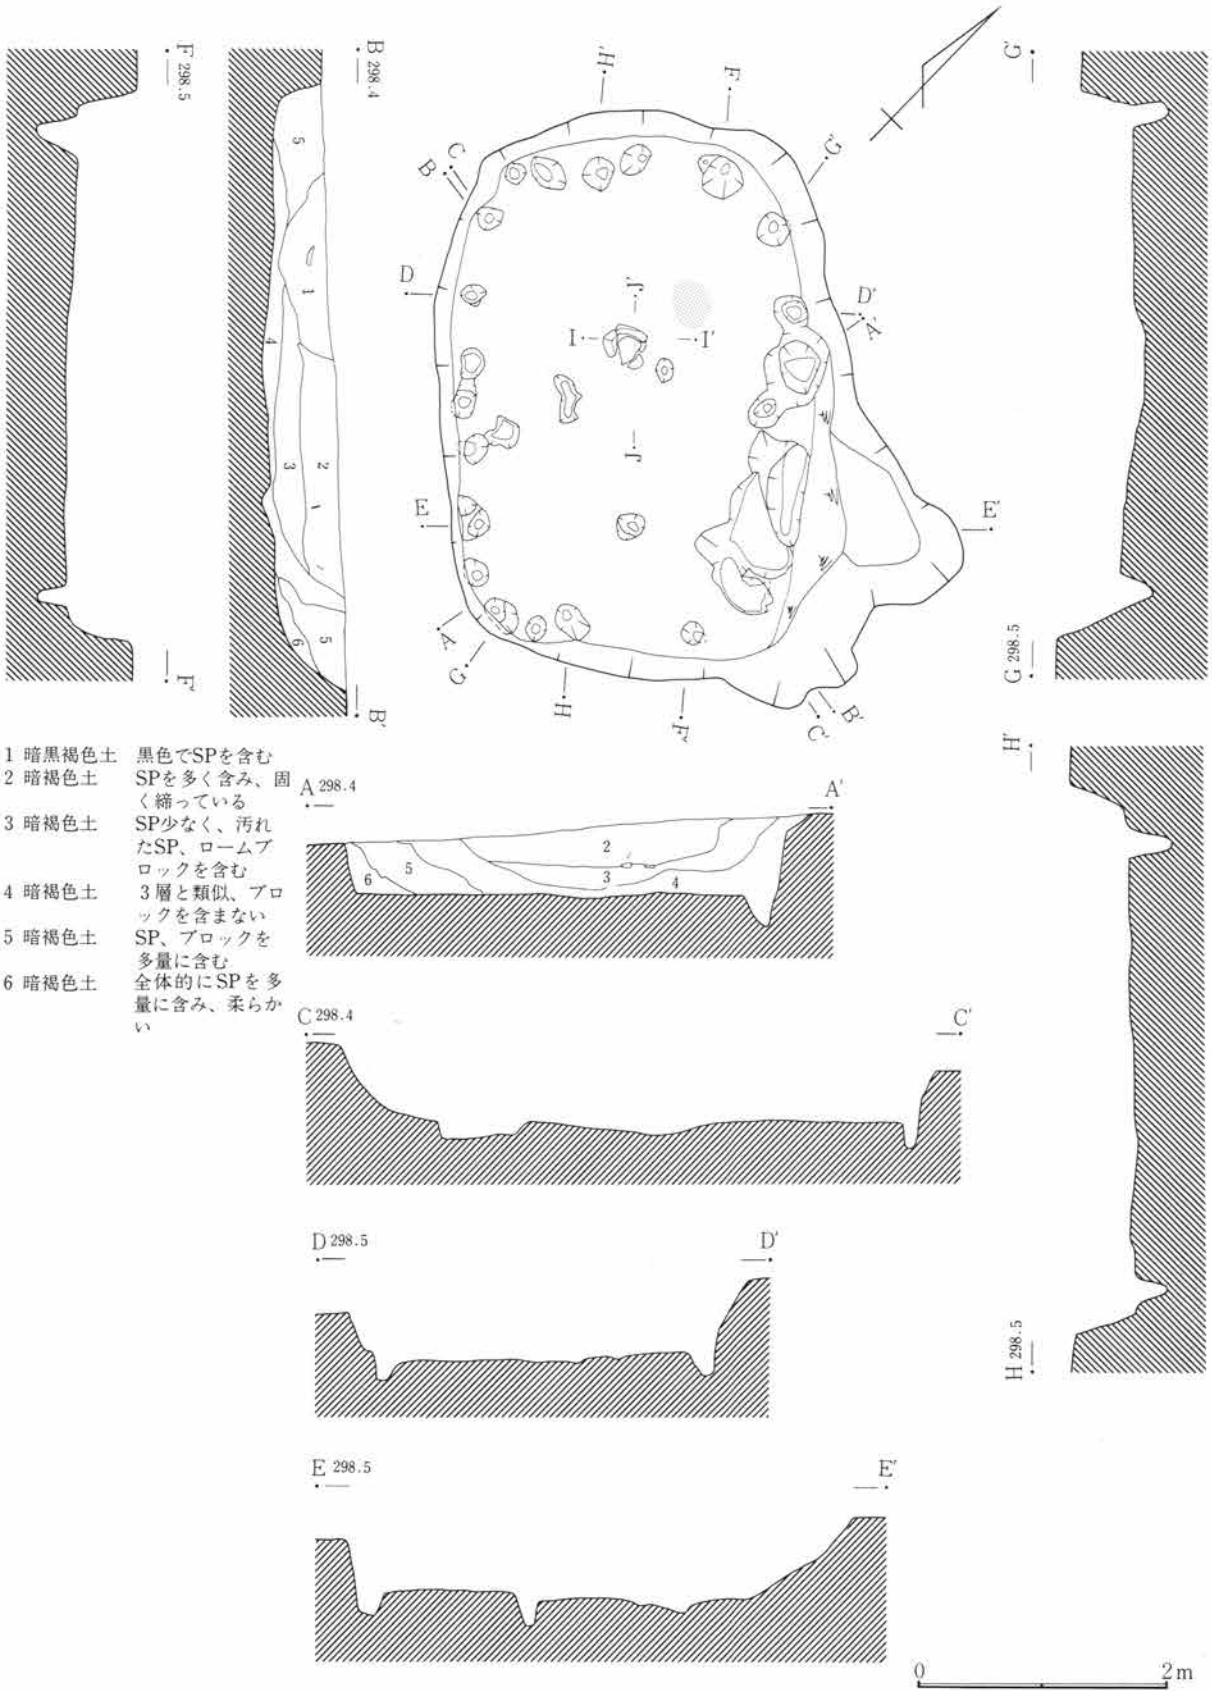 F 298.5
F'
B 298.4
B'
5
1
4
3
2
6
5
H'
F
G'
C
B
D
D'
A'
J'
I
I'
J
E
E'
A
G
H
F'
C'
B'
G'
G 298.5
H'
H 298.5
1 暗黒褐色土 黒色でSPを含む
2 暗褐色土 SPを多く含み、固
く締っている
3 暗褐色土 SP少なく、汚れ
たSP、ロームブ
ロックを含む
4 暗褐色土 3層と類似、ブロ
ックを含まない
5 暗褐色土 SP、ブロックを
多量に含む
6 暗褐色土 全体的にSPを多
量に含み、柔らか
い
A 298.4
A'
2
5
6
3
4
C 298.4
C'
D 298.5
D'
E 298.5
E'
0
2m